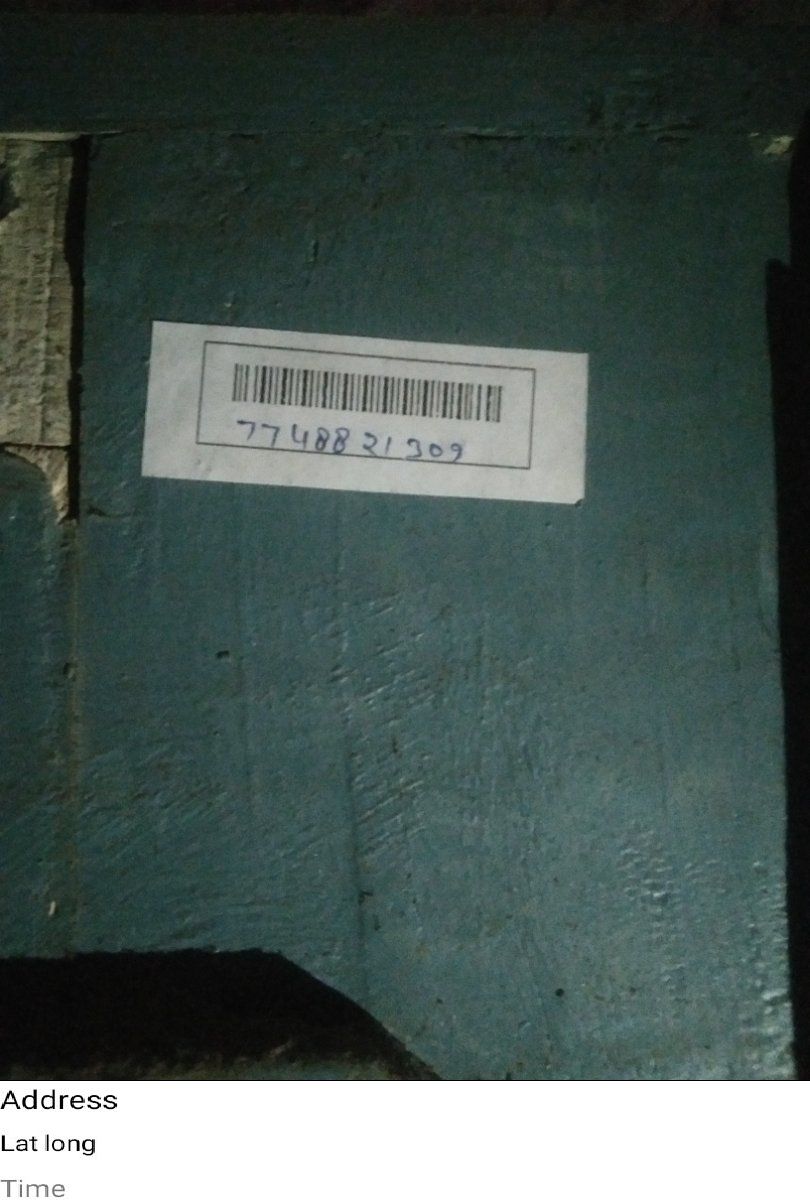 7748821309
Address
Lat long
Time